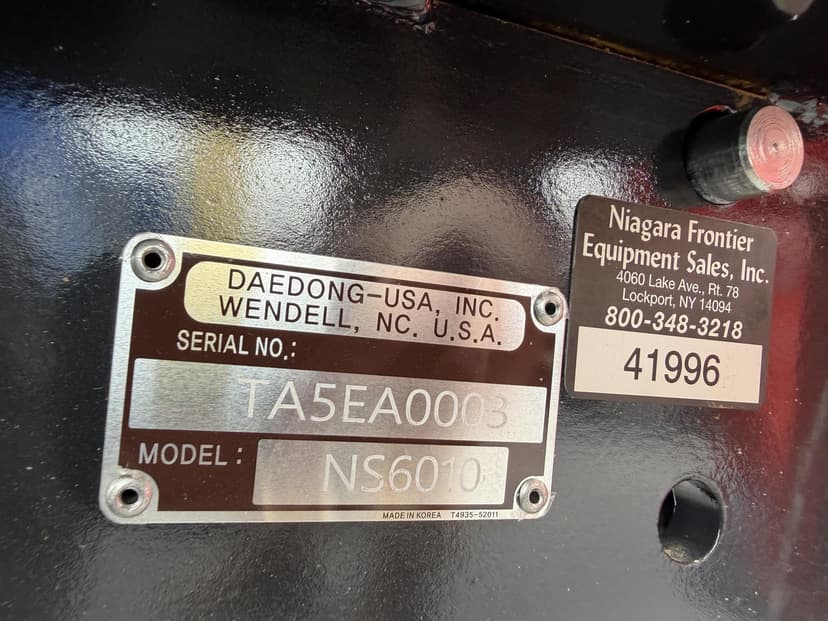 DAEDONG-USA, INC.
WENDELL, NC. U.S.A.
SERIAL NO.:
TA5EA0003
MODEL:
NS6010
MADE IN KOREA T4935-52011
Niagara Frontier
Equipment Sales, Inc.
4060 Lake Ave., Rt. 78
Lockport, NY 14094
800-348-3218
41996